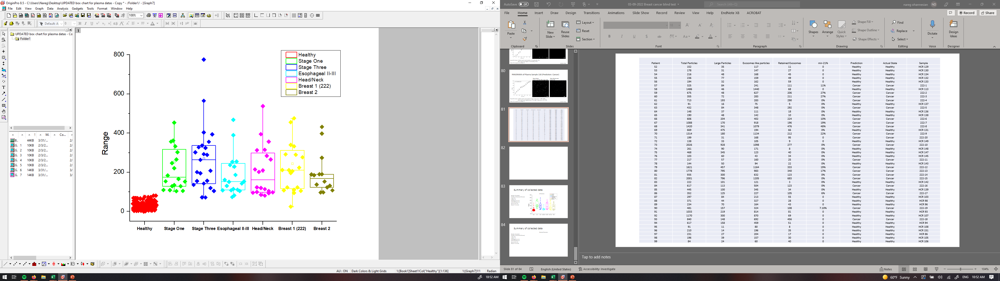 OriginPro 8.5 - C:\Users\Nareg\Desktop\UPDATED box chart for plasma datas - Copy * - /Folder1/ - [Graph7]
File Edit View Graph Data Analysis Gadgets Tools Format Window Help
100%
Default: A 0
UPDATED box chart for plasma datas - Co
Folder1
1
Healthy
Stage One
Stage Three
Esophageal II-III
Head/Neck
Breast 1 (222)
Breast 2
800
600
400
200
0
Range
Healthy Stage One Stage Three Esophageal II-III Head/Neck Breast 1 (222) Breast 2
B.. 44KB 3/31/... 2/
G. 1 10KB 2/3/2... 2/
G. 2 10KB 2/3/2... 2/
G. 3 10KB 2/3/2... 2/
G. 4 10KB 2/3/2... 2/
G. 5 10KB 2/3/2... 2/
G. 6 14KB 3/31/... 3/
G. 7 14KB 3/31/... 3/
AU : ON Dark Colors & Light Grids 1:[Book1]Sheet1!Col("Healthy")[1:136] 1:[Graph7]1!1 Radian
10:52 AM
AutoSave Off 03-09-2022 Breast cancer blind test Search (Alt+Q) nareg ohannesian NO
File Home Insert Draw Design Transitions Animations Slide Show Record Review View Help EndNote X8 ACROBAT Record Share
Paste New Slide Reuse Slides Layout Reset Section Shapes Arrange Quick Styles Shape Fill Shape Outline Shape Effects Find Replace Select Dictate Design Ideas
Clipboard Slides Font Paragraph Drawing Editing Voice Designer
80
PANORAMA of Plasma Sample 130 (Prediction: Cancer)
81
82
83
Summary of collected data
84
Summary of collected data
Patient Total Particles Large Particles Exosomes like particles Retained Exosomes mir-21% Prediction Actual State Sample
52 152 35 117 11 0 Healthy Healthy HCR 129
53 178 31 147 27 0 Healthy Healthy HCR 130
54 216 48 168 45 0 Healthy Healthy HCR 134
55 236 77 159 49 0 Healthy Healthy HCR 132
56 194 32 162 59 0 Healthy Healthy HCR 133
57 325 84 241 111 11% Cancer Cancer 222-1
58 1486 46 1440 68 0 Healthy Healthy HCR 113
59 675 48 627 206 27% Cancer Cancer 222-2
60 355 72 283 211 27% Cancer Cancer 222-3
61 713 193 283 290 0% Cancer Cancer 222-4
62 91 16 75 5 0% Healthy Healthy HCR 137
63 432 84 348 292 0% Cancer Cancer 222-5
64 148 37 111 18 0% Healthy Healthy HCR 136
65 190 48 142 10 0% Healthy Healthy HCR 138
66 606 204 402 224 10% Cancer Cancer 222-6
67 1088 170 918 196 19% Cancer Cancer 222-7
68 1420 341 1079 476 48% Cancer Cancer 222-8
69 669 475 194 66 0% Healthy Healthy HCR 131
70 1314 180 1134 212 22% Cancer Cancer 222-9
71 199 31 168 95 0 Cancer Cancer 222-20
72 138 33 105 9 0 Healthy Healthy HCR 149
73 2026 928 1098 277 0% Cancer Cancer 222-10
74 261 90 171 8 0% Healthy Healthy HCR 148
75 468 345 123 40 0% Healthy Healthy HCR 147
76 103 60 43 34 0% Healthy Healthy HCR 145
77 217 57 160 25 0% Cancer Cancer 222-11
78 144 50 94 22 0% Healthy Healthy HCR 143
79 1621 457 1164 333 19% Cancer Cancer 222-12
80 1778 795 983 340 17% Cancer Cancer 222-13
81 935 300 632 123 0% Cancer Cancer 222-14
82 2001 796 1205 683 0% Cancer Cancer 222-15
83 222 101 121 3 0% Healthy Healthy HCR 142
84 617 113 504 123 0% Cancer Cancer 222-16
85 445 100 345 34 0% Healthy Healthy HCR 139
86 352 125 227 105 6% Cancer Cancer 222-17
87 297 84 213 55 0 Healthy Healthy HCR 103
88 371 44 327 28 0 Healthy Healthy HCR 98
89 234 70 164 43 0 Healthy Healthy HCR 96
90 481 157 324 108 7.10% Cancer Cancer 222-19
91 1033 219 814 81 0 Healthy Healthy HCR 93
92 1170 300 870 69 0 Healthy Healthy HCR 107
93 840 148 692 456 0 Cancer Cancer 222-18
94 617 158 459 51 0 Healthy Healthy HCR 94
95 91 11 80 8 0 Healthy Healthy HCR 108
96 210 14 196 35 0 Healthy Healthy HCR 151
97 231 27 204 17 0 Healthy Healthy HCR 86
98 196 39 157 30 0 Healthy Healthy HCR 105
99 84 24 60 40 0 Healthy Healthy HCR 106
Tap to add notes
Slide 81 of 84 English (United States) Accessibility: Investigate Notes 104%
10:52 AM 60°F Sunny ENG 10:52 AM